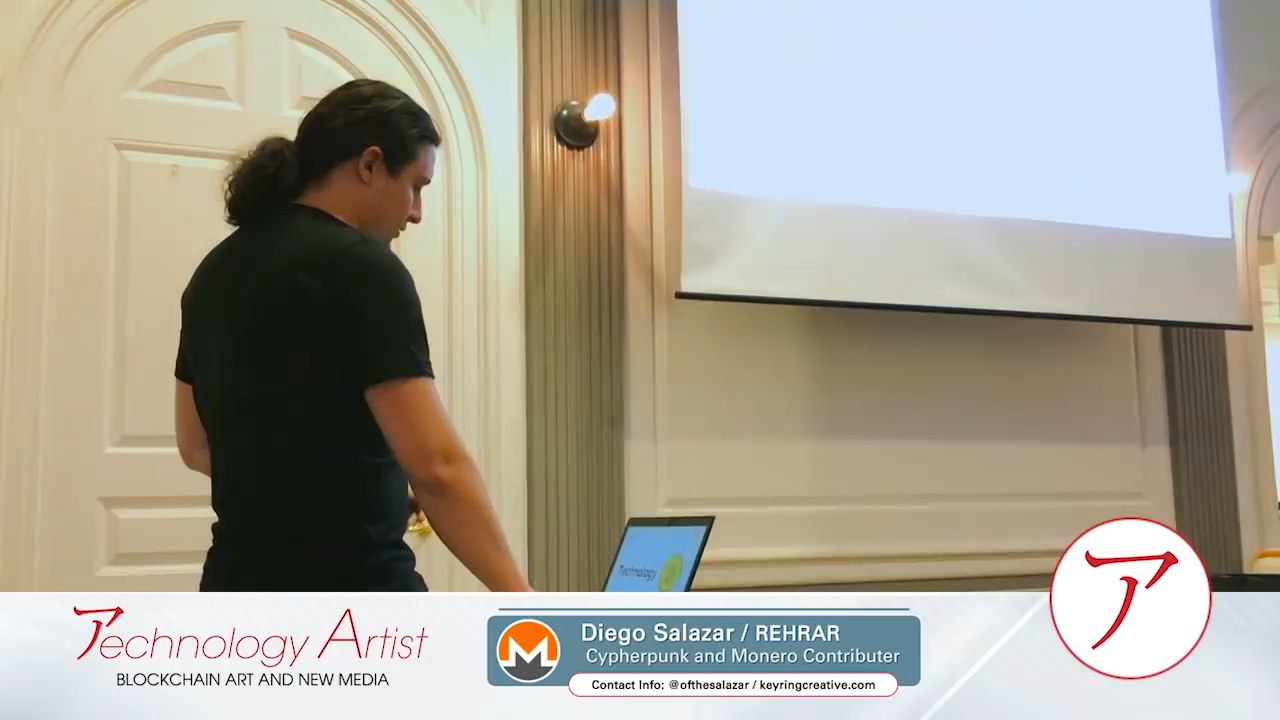 Technology
Technology Artist
BLOCKCHAIN ART AND NEW MEDIA
Diego Salazar / REHRAR
Cypherpunk and Monero Contributer
Contact Info: @ofthesalazar / keyringcreative.com
ア